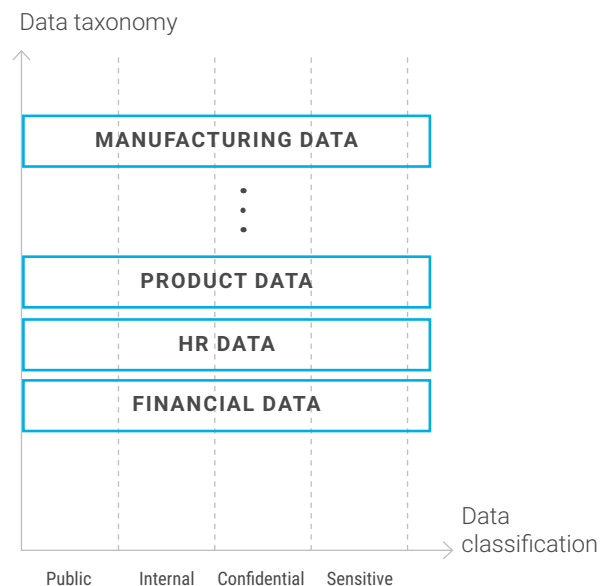 Data taxonomy
MANUFACTURING DATA
PRODUCT DATA
HR DATA
FINANCIAL DATA
Data
classification
Public Internal Confidential Sensitive